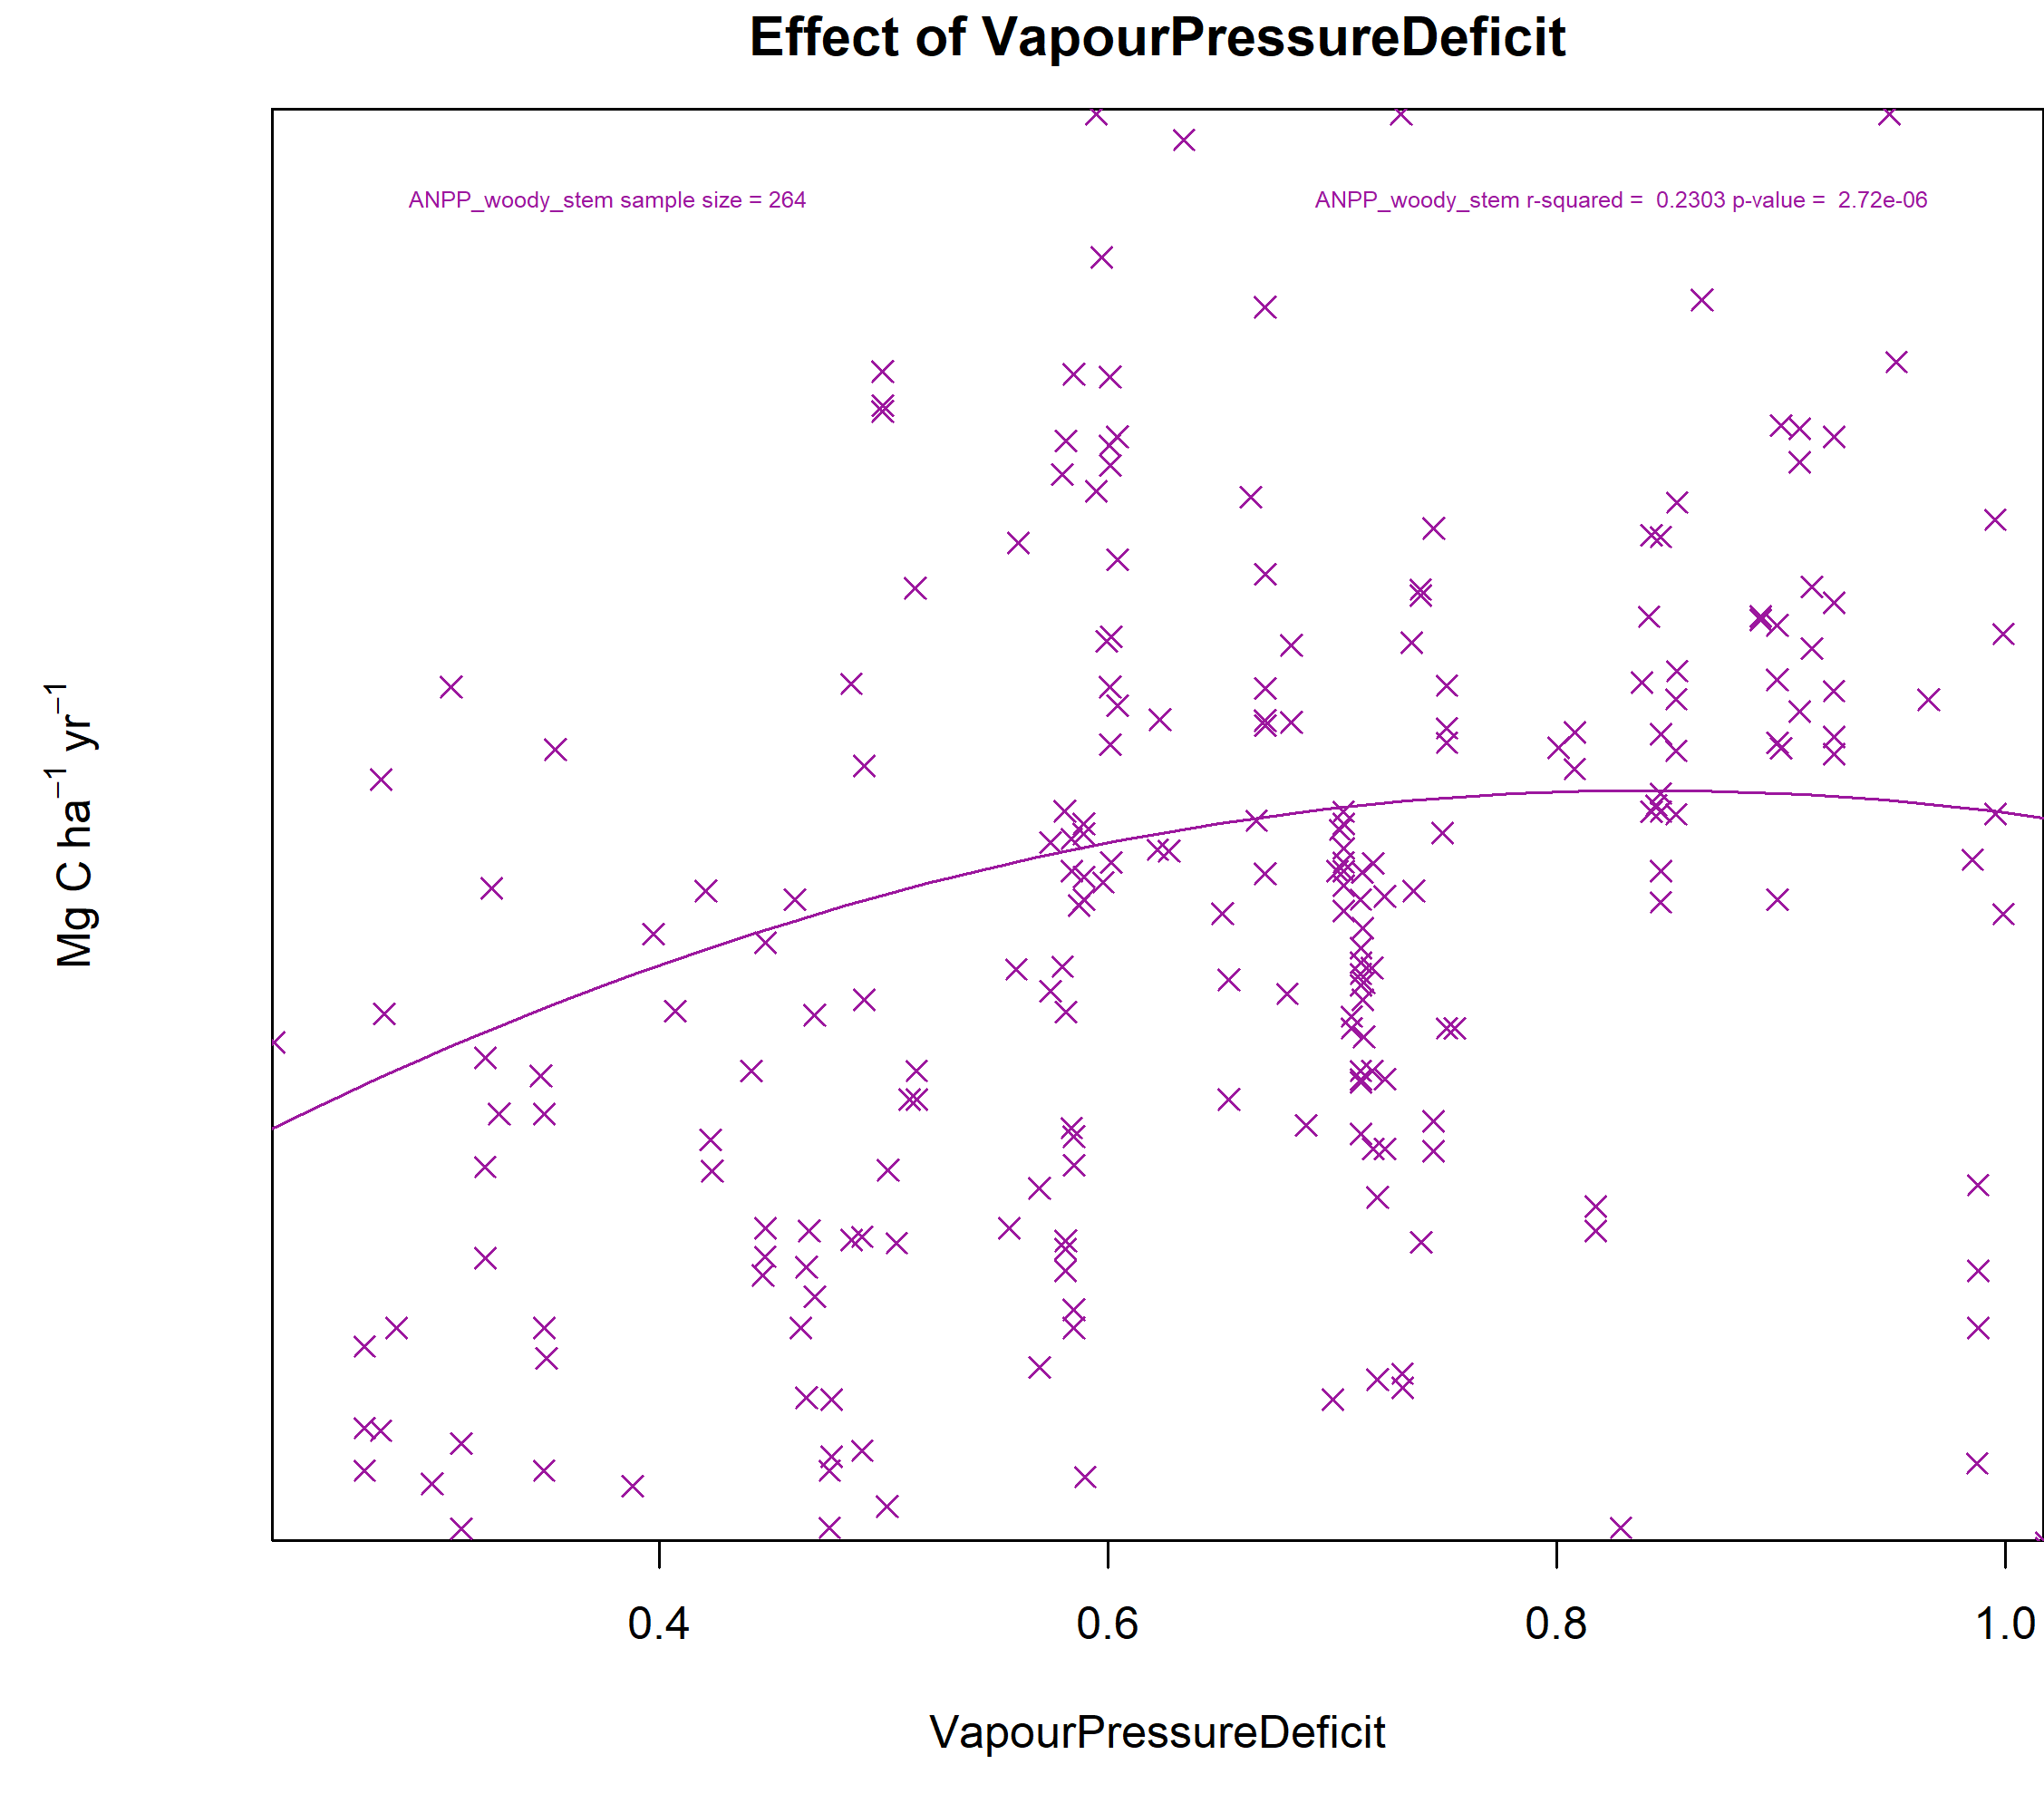 Effect of VapourPressureDeficit
ANPP_woody_stem sample size = 264
ANPP_woody_stem r-squared =  0.2303 p-value =  2.72e-06
Mg C ha⁻¹ yr⁻¹
0.4 0.6 0.8 1.0
VapourPressureDeficit